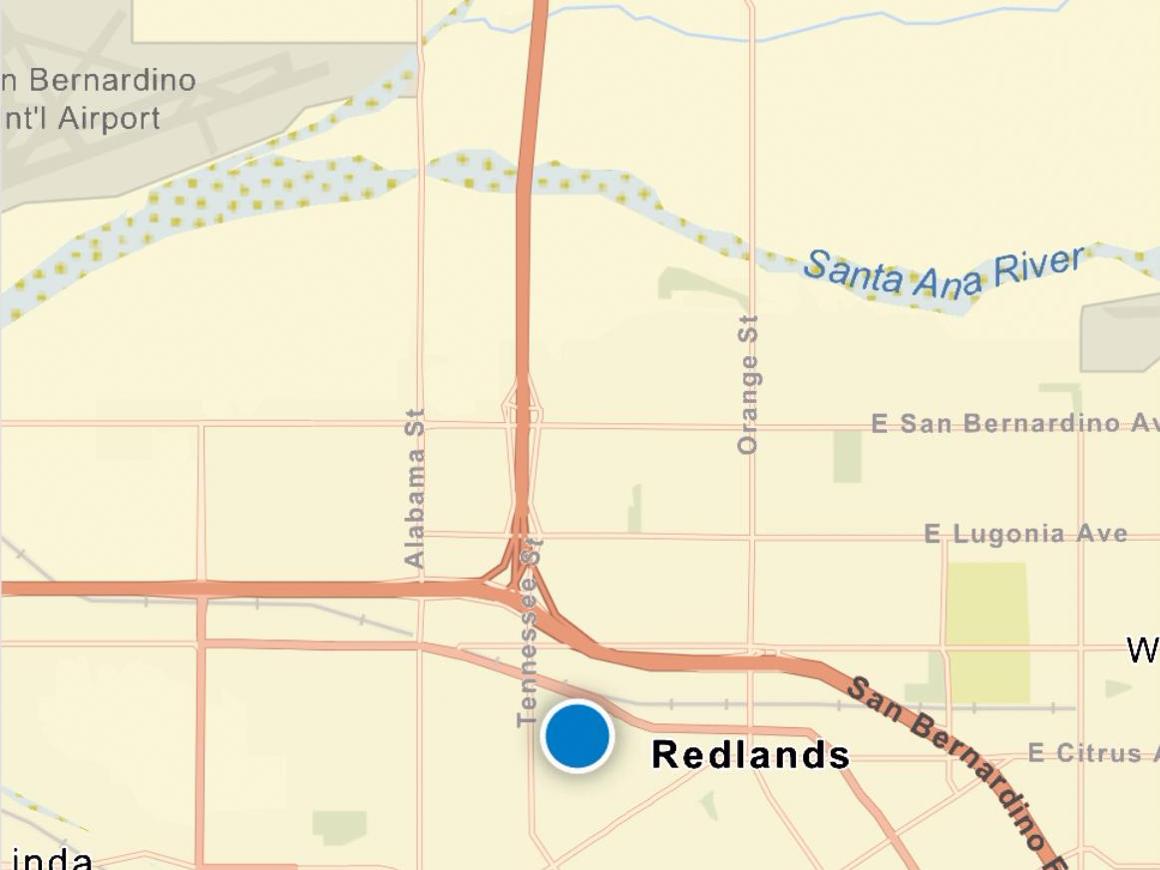 n Bernardino
nt'l Airport
Santa Ana River
Orange St
Alabama St
E San Bernardino Av
E Lugonia Ave
Tennessee St
W
San Bernardino F
Redlands
E Citrus A
inda